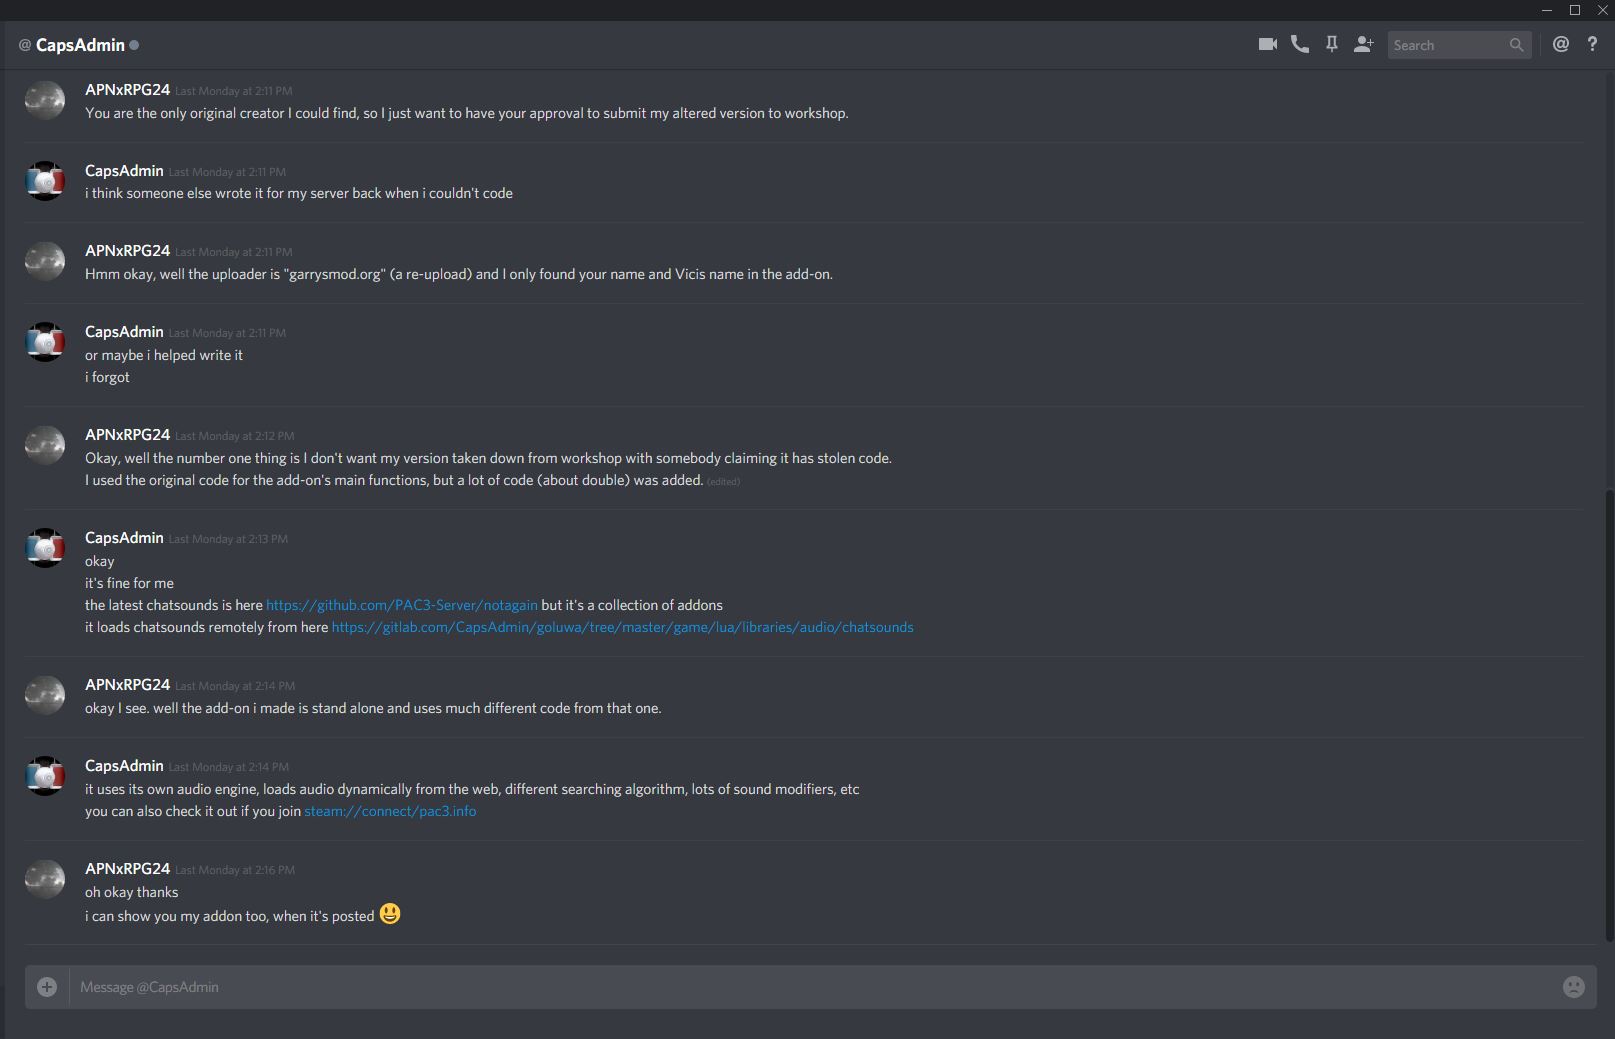 @ CapsAdmin
Search
@ ?
APNxRPG24 Last Monday at 2:11 PM
You are the only original creator I could find, so I just want to have your approval to submit my altered version to workshop.
CapsAdmin Last Monday at 2:11 PM
i think someone else wrote it for my server back when i couldn't code
APNxRPG24 Last Monday at 2:11 PM
Hmm okay, well the uploader is "garrysmod.org" (a re-upload) and I only found your name and Vicis name in the add-on.
CapsAdmin Last Monday at 2:11 PM
or maybe i helped write it
i forgot
APNxRPG24 Last Monday at 2:12 PM
Okay, well the number one thing is I don't want my version taken down from workshop with somebody claiming it has stolen code.
I used the original code for the add-on's main functions, but a lot of code (about double) was added. (edited)
CapsAdmin Last Monday at 2:13 PM
okay
it's fine for me
the latest chatsounds is here https://github.com/PAC3-Server/notagain but it's a collection of addons
it loads chatsounds remotely from here https://gitlab.com/CapsAdmin/goluwa/tree/master/game/lua/libraries/audio/chatsounds
APNxRPG24 Last Monday at 2:14 PM
okay I see. well the add-on i made is stand alone and uses much different code from that one.
CapsAdmin Last Monday at 2:14 PM
it uses its own audio engine, loads audio dynamically from the web, different searching algorithm, lots of sound modifiers, etc
you can also check it out if you join steam://connect/pac3.info
APNxRPG24 Last Monday at 2:16 PM
oh okay thanks
i can show you my addon too, when it's posted 😃
Message @CapsAdmin